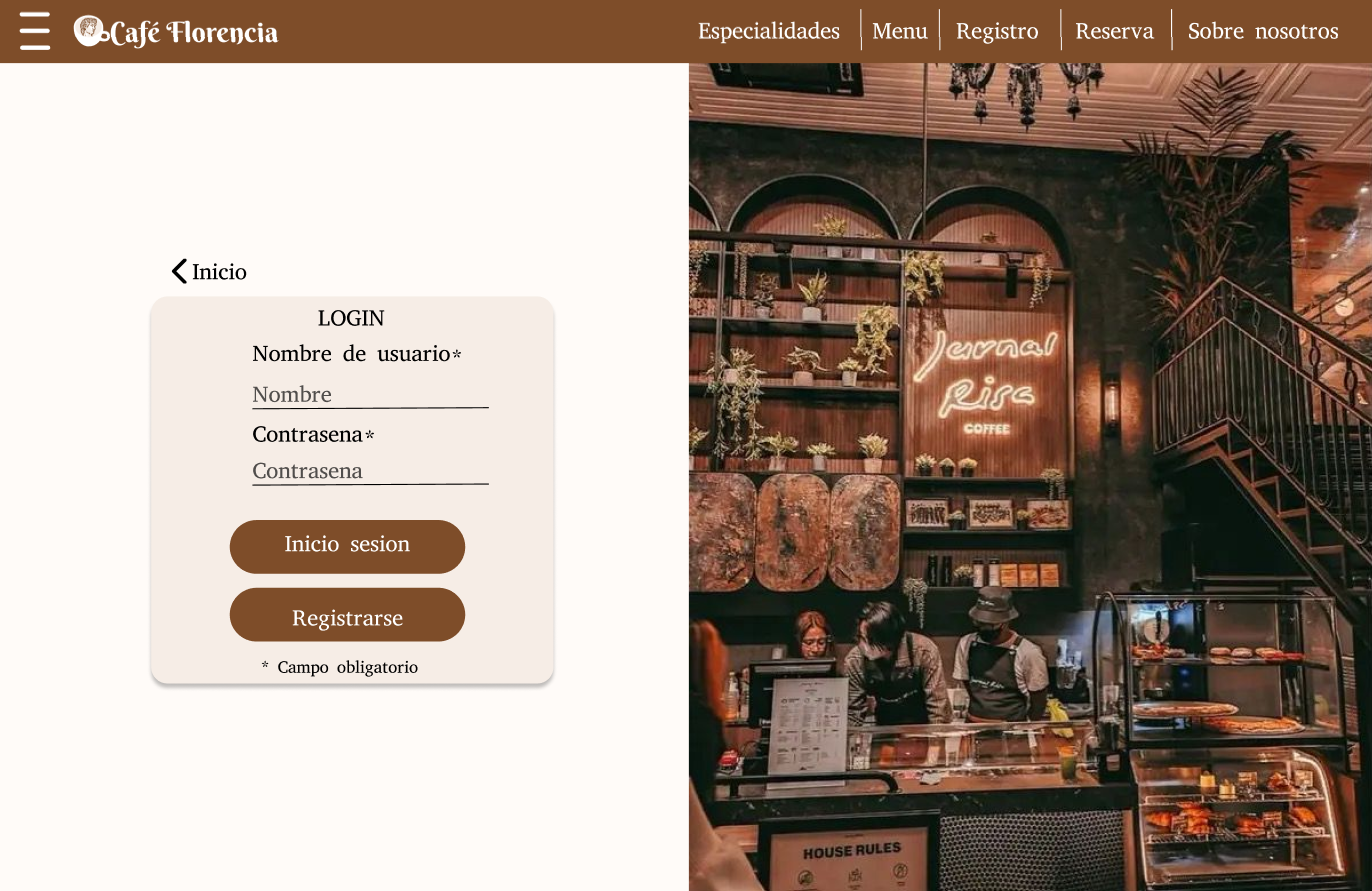 Café Florencia
Especialidades
Menu
Registro
Reserva
Sobre nosotros
Inicio
LOGIN
Nombre de usuario*
Nombre
Contrasena*
Contrasena
Inicio sesion
Registrarse
* Campo obligatorio
Jurnal
Risa
COFFEE
HOUSE RULES